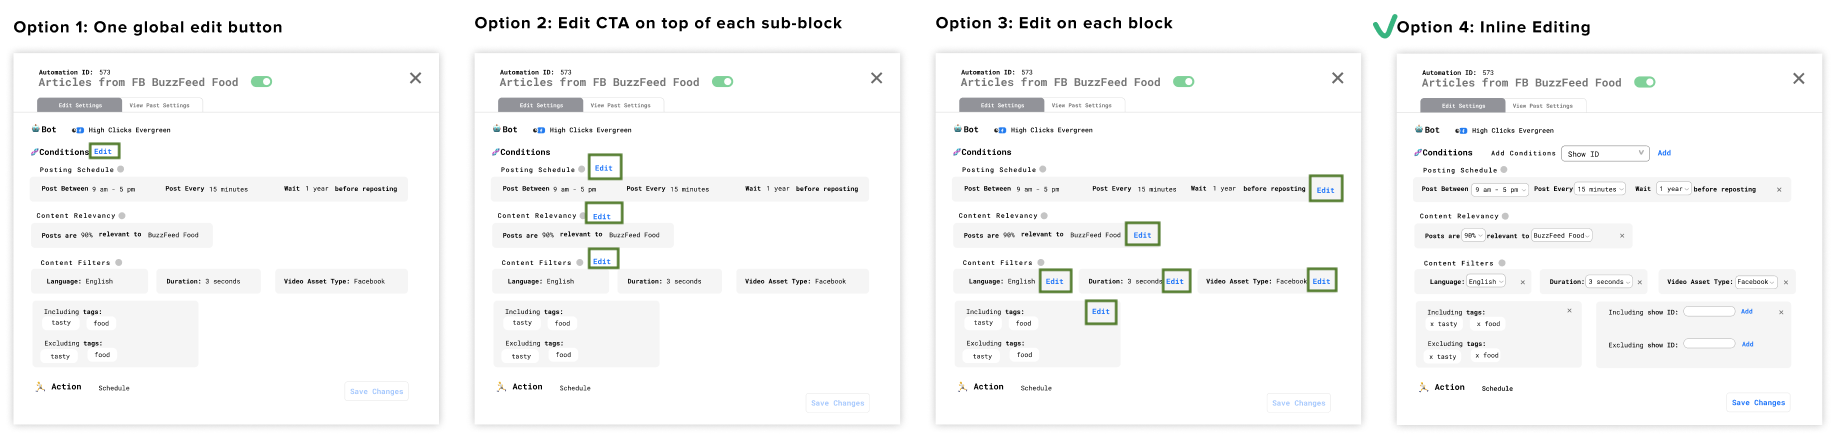 Option 1: One global edit button
Automation ID: 573
Articles from FB BuzzFeed Food
Edit Settings View Past Settings
Bot High Clicks Evergreen
Conditions Edit
Posting Schedule
Post Between 9 am - 5 pm Post Every 15 minutes Wait 1 year before reposting
Content Relevancy
Posts are 90% relevant to BuzzFeed Food
Content Filters
Language: English Duration: 3 seconds Video Asset Type: Facebook
Including tags:
tasty food
Excluding tags:
tasty food
Action Schedule
Save Changes
Option 2: Edit CTA on top of each sub-block
Automation ID: 573
Articles from FB BuzzFeed Food
Edit Settings View Past Settings
Bot High Clicks Evergreen
Conditions
Posting Schedule Edit
Post Between 9 am - 5 pm Post Every 15 minutes Wait 1 year before reposting
Content Relevancy Edit
Posts are 90% relevant to BuzzFeed Food
Content Filters Edit
Language: English Duration: 3 seconds Video Asset Type: Facebook
Including tags:
tasty food
Excluding tags:
tasty food
Action Schedule
Save Changes
Option 3: Edit on each block
Automation ID: 573
Articles from FB BuzzFeed Food
Edit Settings View Past Settings
Bot High Clicks Evergreen
Conditions
Posting Schedule
Post Between 9 am - 5 pm Post Every 15 minutes Wait 1 year before reposting Edit
Content Relevancy
Posts are 90% relevant to BuzzFeed Food Edit
Content Filters
Language: English Edit Duration: 3 seconds Edit Video Asset Type: Facebook Edit
Including tags: Edit
tasty food
Excluding tags:
tasty food
Action Schedule
Save Changes
Option 4: Inline Editing
Automation ID: 573
Articles from FB BuzzFeed Food
Edit Settings View Past Settings
Bot High Clicks Evergreen
Conditions Add Conditions Show ID Add
Posting Schedule
Post Between 9 am - 5 pm Post Every 15 minutes Wait 1 year before reposting x
Content Relevancy
Posts are 90% relevant to BuzzFeed Food x
Content Filters
Language: English x Duration: 3 seconds x Video Asset Type: Facebook x
Including tags: x
x tasty x food
Excluding tags:
x tasty x food
Including show ID: Add x
Excluding show ID: Add
Action Schedule
Save Changes